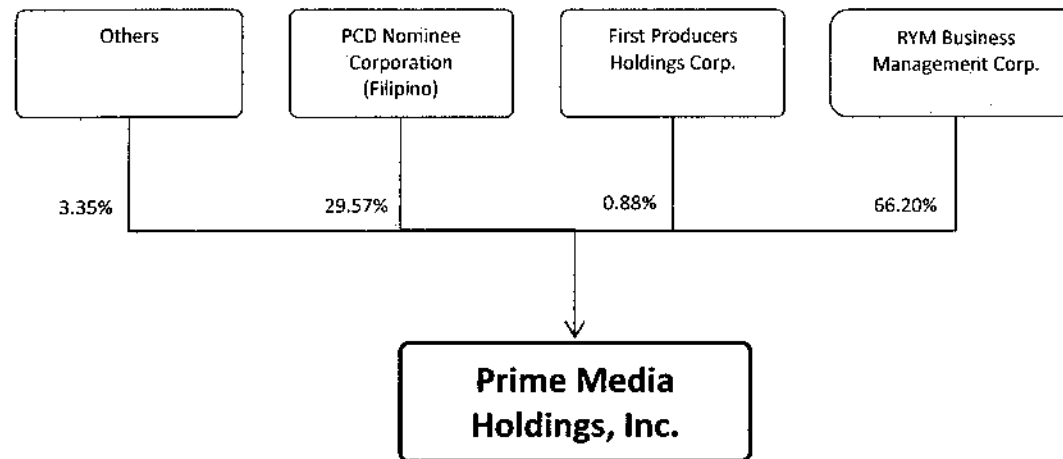 Others
PCD Nominee
Corporation
(Filipino)
First Producers
Holdings Corp.
RYM Business
Management Corp.
3.35%
29.57%
0.88%
66.20%
Prime Media
Holdings, Inc.